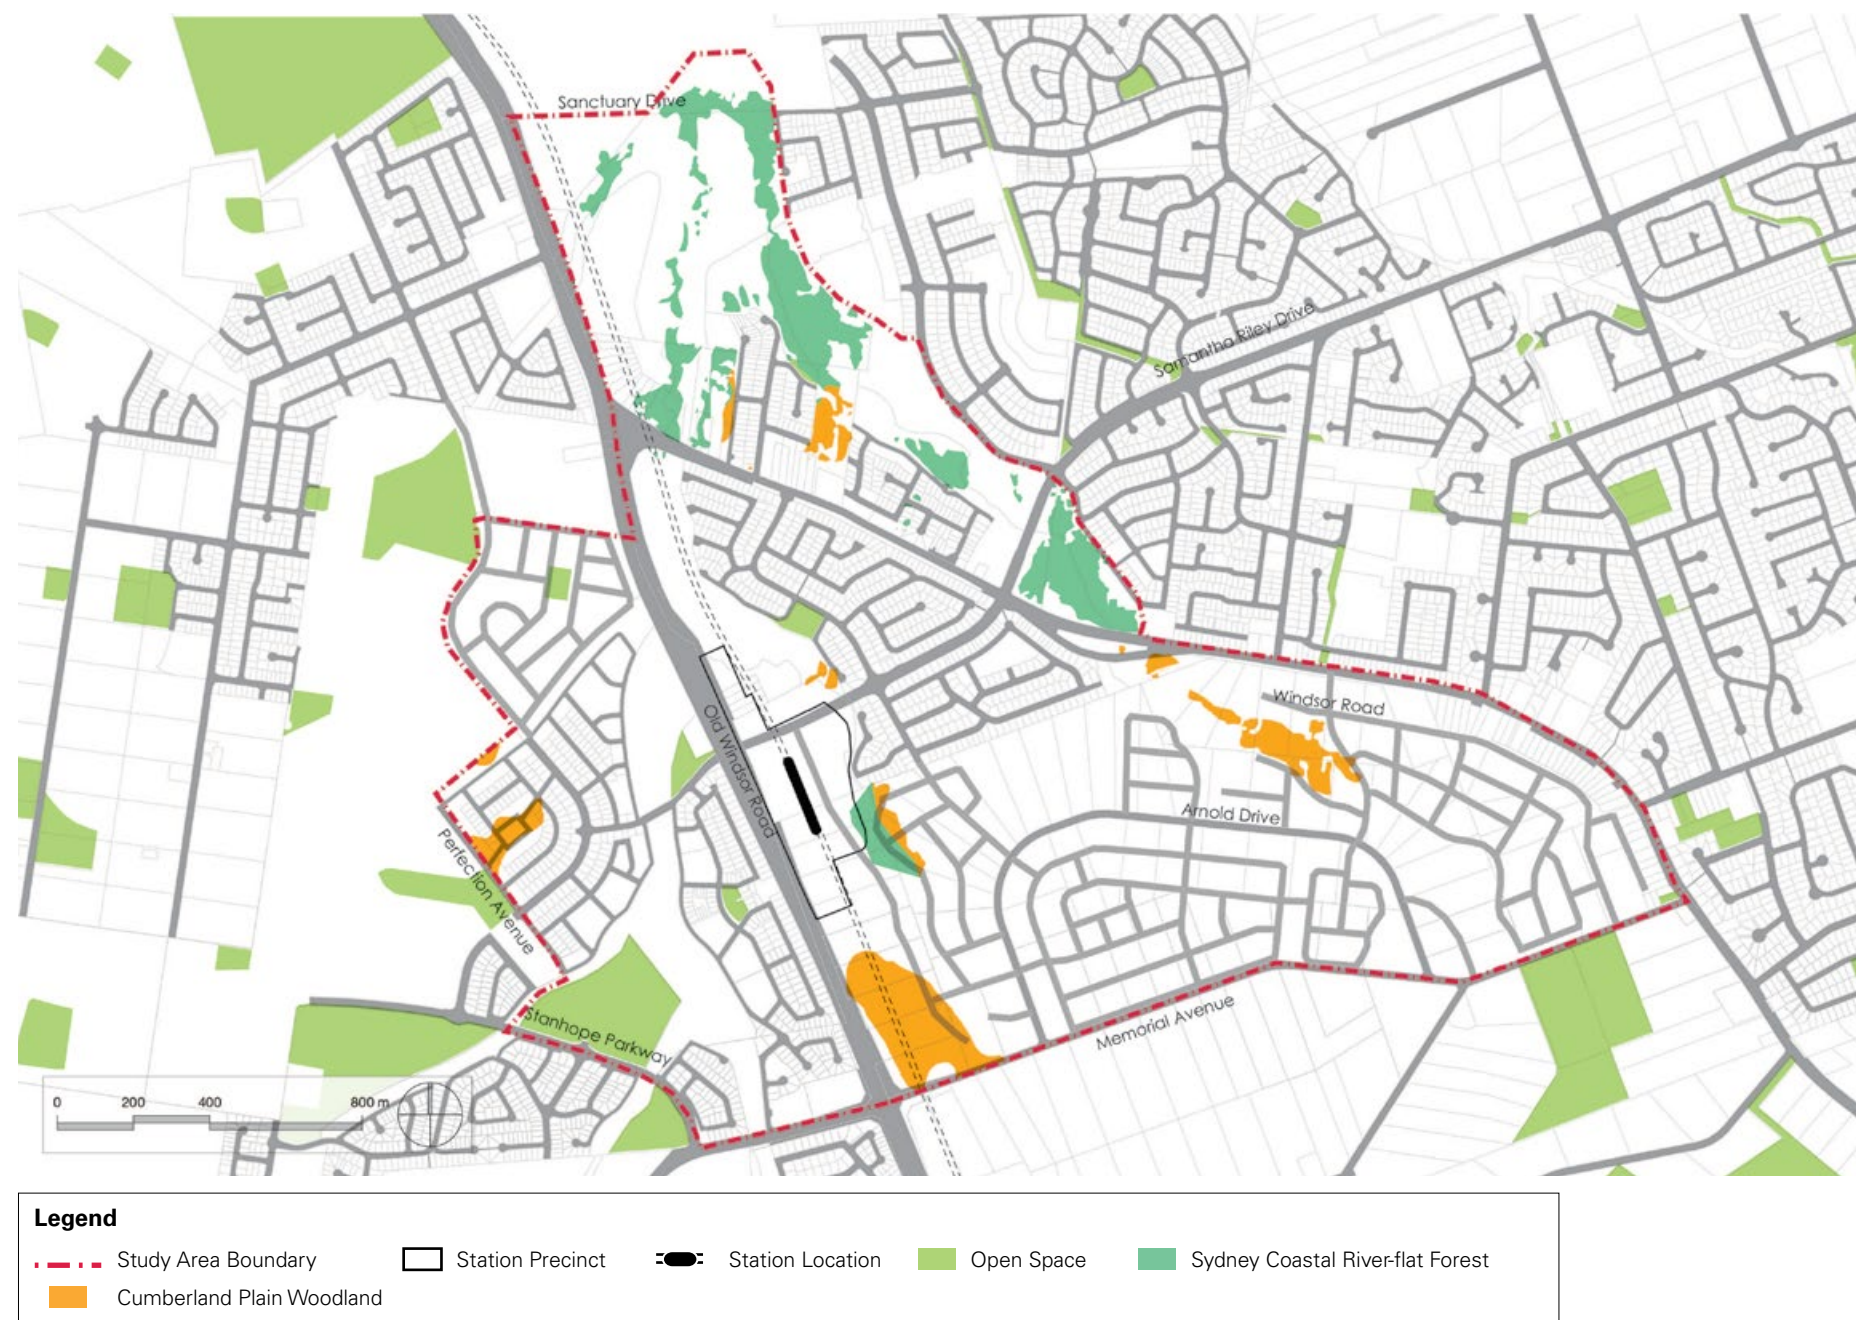 Sanctuary Drive
Samantha Riley Drive
Windsor Road
Old Windsor Road
Arnold Drive
Perfection Avenue
Memorial Avenue
Stanhope Parkway
0 200 400 800 m
Legend
Study Area Boundary Station Precinct Station Location Open Space Sydney Coastal River-flat Forest
Cumberland Plain Woodland